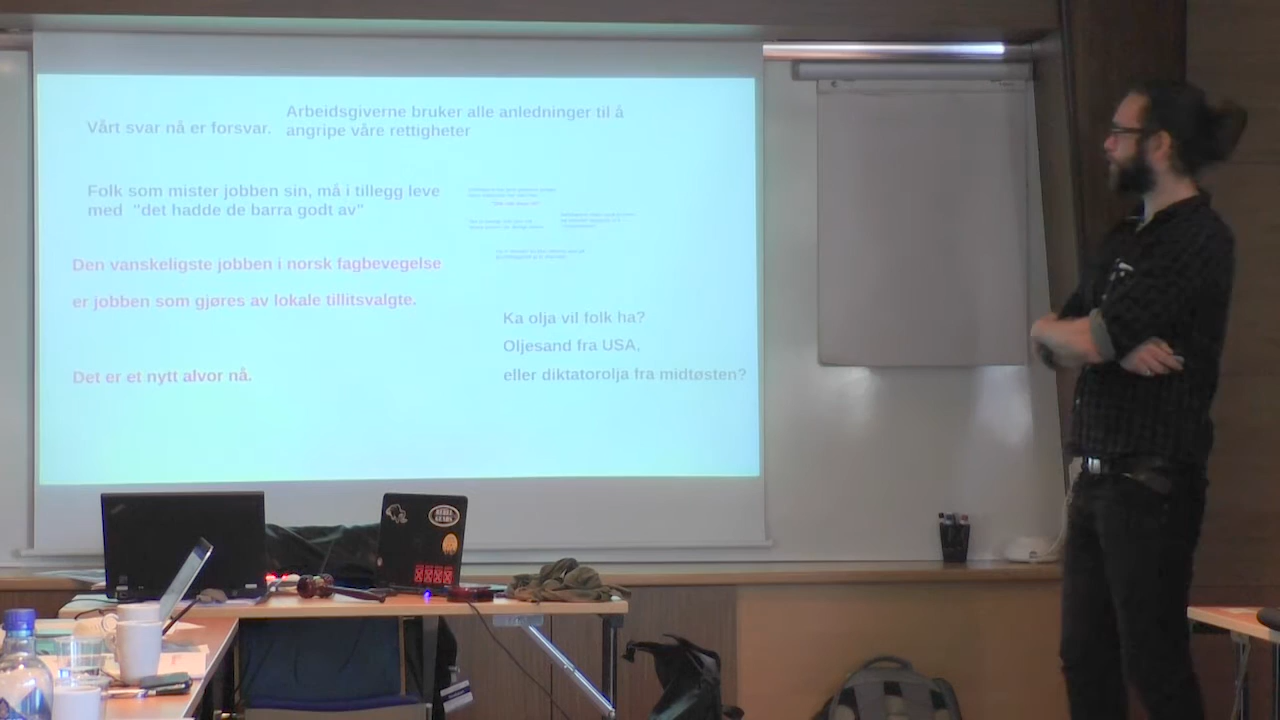 Vårt svar nå er forsvar.
Arbeidsgiverne bruker alle anledninger til å
angripe våre rettigheter
Folk som mister jobben sin, må i tillegg leve
med "det hadde de barra godt av"
Den vanskeligste jobben i norsk fagbevegelse
er jobben som gjøres av lokale tillitsvalgte.
Det er et nytt alvor nå.
Ka olja vil folk ha?
Oljesand fra USA,
eller diktatorolja fra midtøsten?